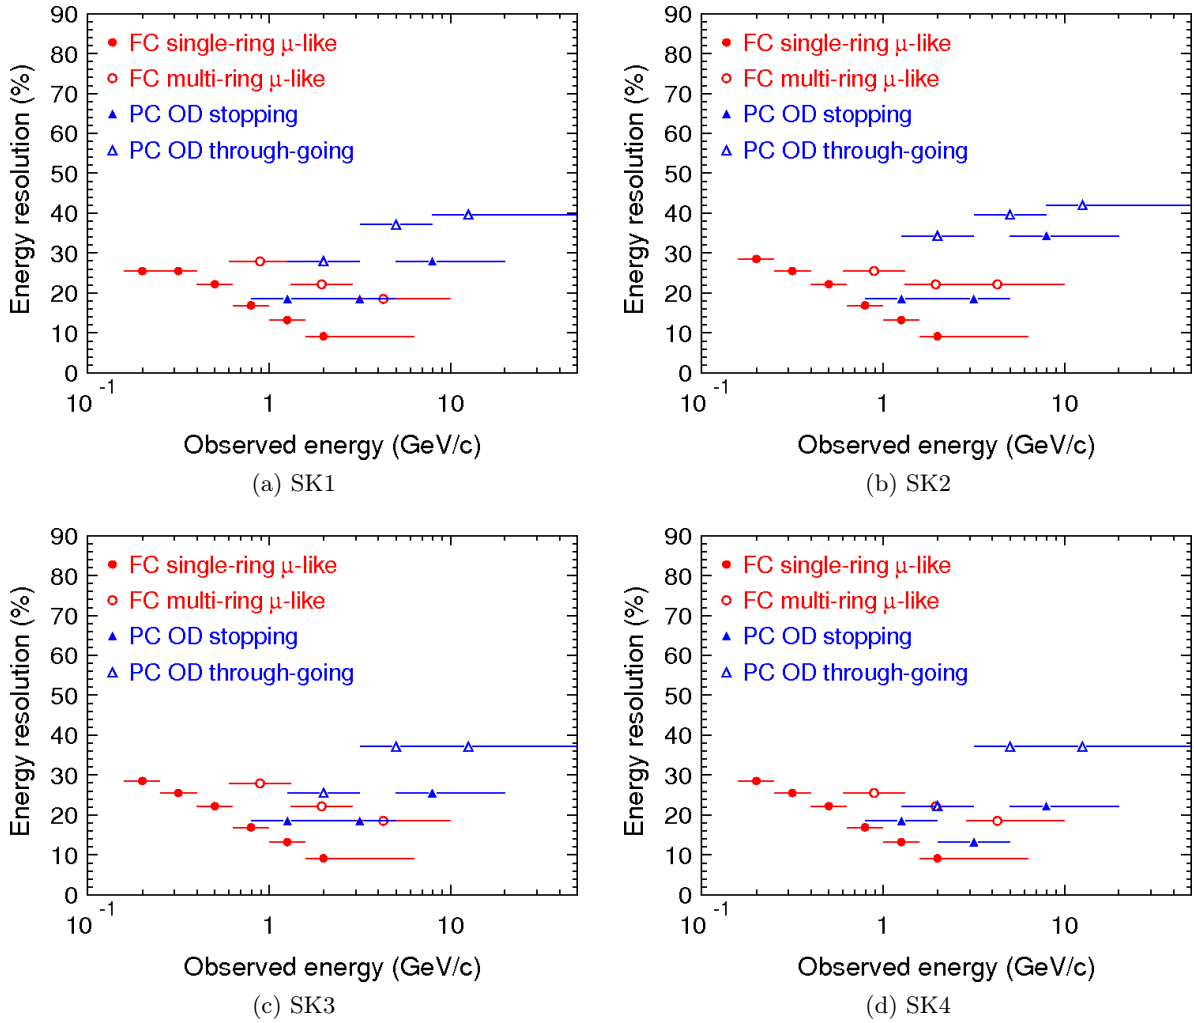 90
80
70
60
50
40
30
20
10
0
Energy resolution (%)
FC single-ring μ-like
FC multi-ring μ-like
PC OD stopping
PC OD through-going
10⁻¹ 1 10
Observed energy (GeV/c)
(a) SK1
90
80
70
60
50
40
30
20
10
0
Energy resolution (%)
FC single-ring μ-like
FC multi-ring μ-like
PC OD stopping
PC OD through-going
10⁻¹ 1 10
Observed energy (GeV/c)
(b) SK2
90
80
70
60
50
40
30
20
10
0
Energy resolution (%)
FC single-ring μ-like
FC multi-ring μ-like
PC OD stopping
PC OD through-going
10⁻¹ 1 10
Observed energy (GeV/c)
(c) SK3
90
80
70
60
50
40
30
20
10
0
Energy resolution (%)
FC single-ring μ-like
FC multi-ring μ-like
PC OD stopping
PC OD through-going
10⁻¹ 1 10
Observed energy (GeV/c)
(d) SK4